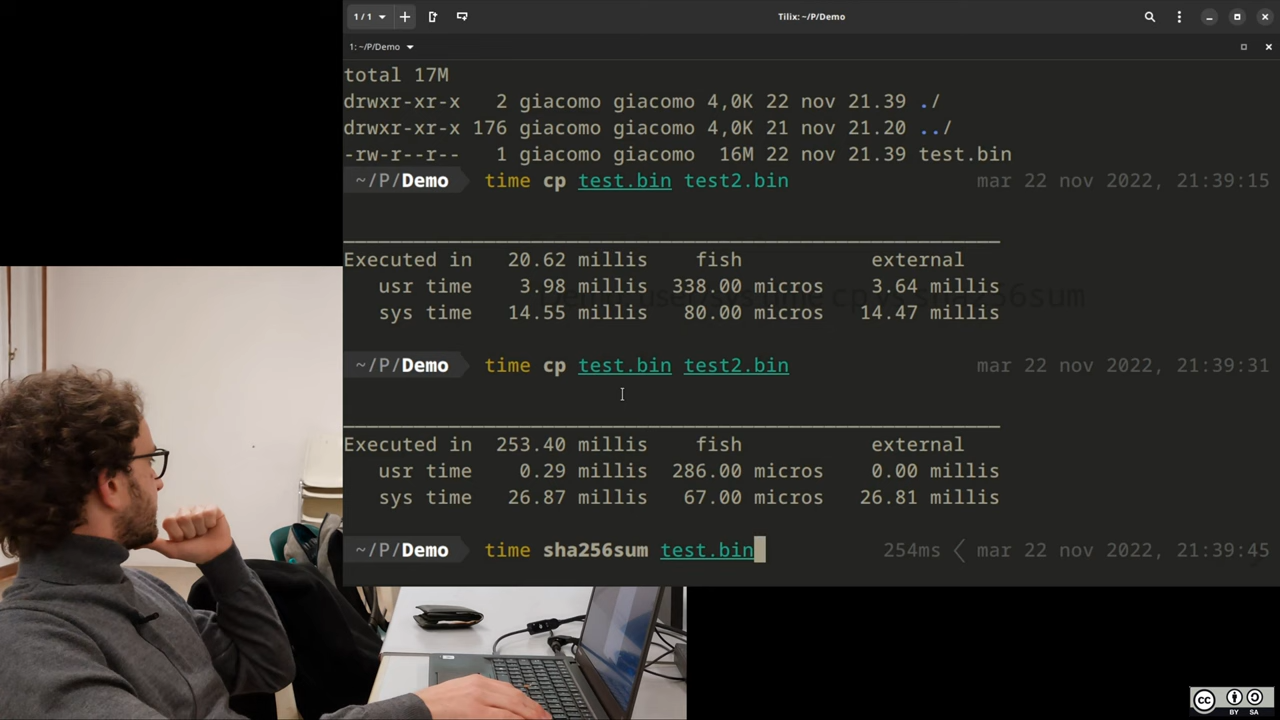 1 / 1
Tilix: ~/P/Demo
1: ~/P/Demo
total 17M
drwxr-xr-x   2 giacomo giacomo 4,0K 22 nov 21.39 ./
drwxr-xr-x 176 giacomo giacomo 4,0K 21 nov 21.20 ../
-rw-r--r--   1 giacomo giacomo  16M 22 nov 21.39 test.bin
~/P/Demo time cp test.bin test2.bin mar 22 nov 2022, 21:39:15
Executed in   20.62 millis    fish           external
usr time    3.98 millis  338.00 micros    3.64 millis
sys time   14.55 millis   80.00 micros   14.47 millis
~/P/Demo time cp test.bin test2.bin mar 22 nov 2022, 21:39:31
Executed in  253.40 millis    fish           external
usr time    0.29 millis  286.00 micros    0.00 millis
sys time   26.87 millis   67.00 micros   26.81 millis
~/P/Demo time sha256sum test.bin 254ms mar 22 nov 2022, 21:39:45
cc BY SA